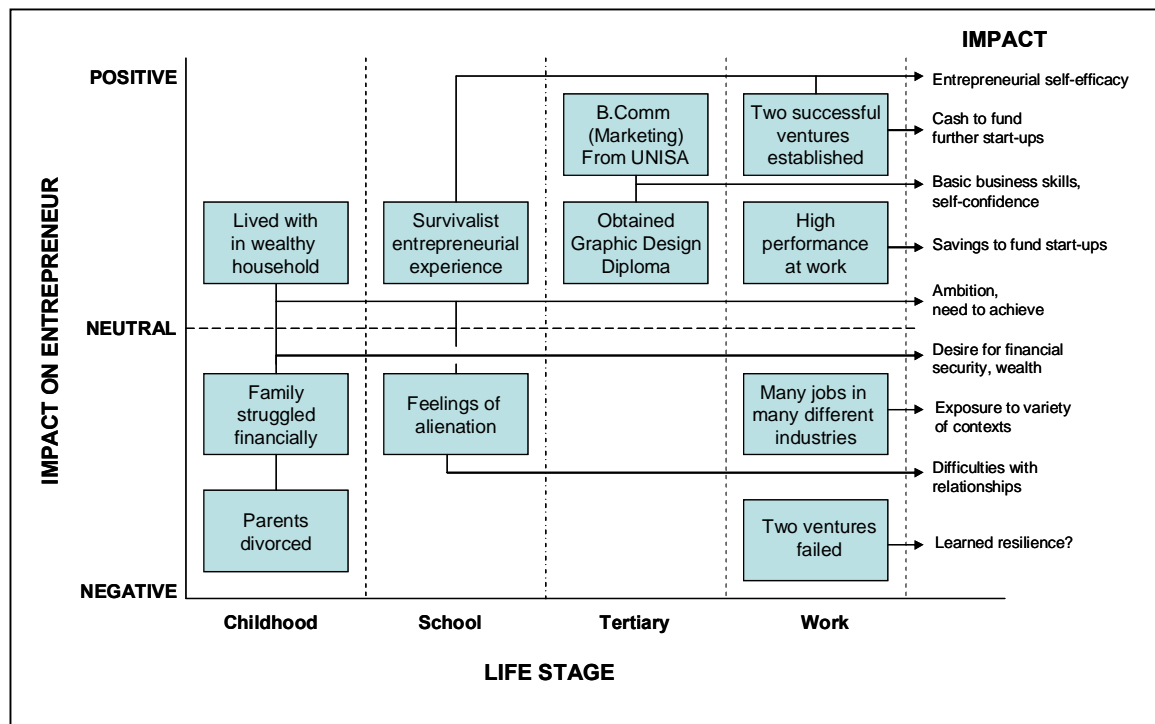 IMPACT
POSITIVE
Entrepreneurial self-efficacy
B.Comm
(Marketing)
From UNISA
Two successful
ventures
established
Cash to fund
further start-ups
Basic business skills,
self-confidence
IMPACT ON ENTREPRENEUR
Lived with
in wealthy
household
Survivalist
entrepreneurial
experience
Obtained
Graphic Design
Diploma
High
performance
at work
Savings to fund start-ups
Ambition,
need to achieve
NEUTRAL
Desire for financial
security, wealth
Family
struggled
financially
Feelings of
alienation
Many jobs in
many different
industries
Exposure to variety
of contexts
Difficulties with
relationships
Parents
divorced
Two ventures
failed
Learned resilience?
NEGATIVE
Childhood
School
Tertiary
Work
LIFE STAGE